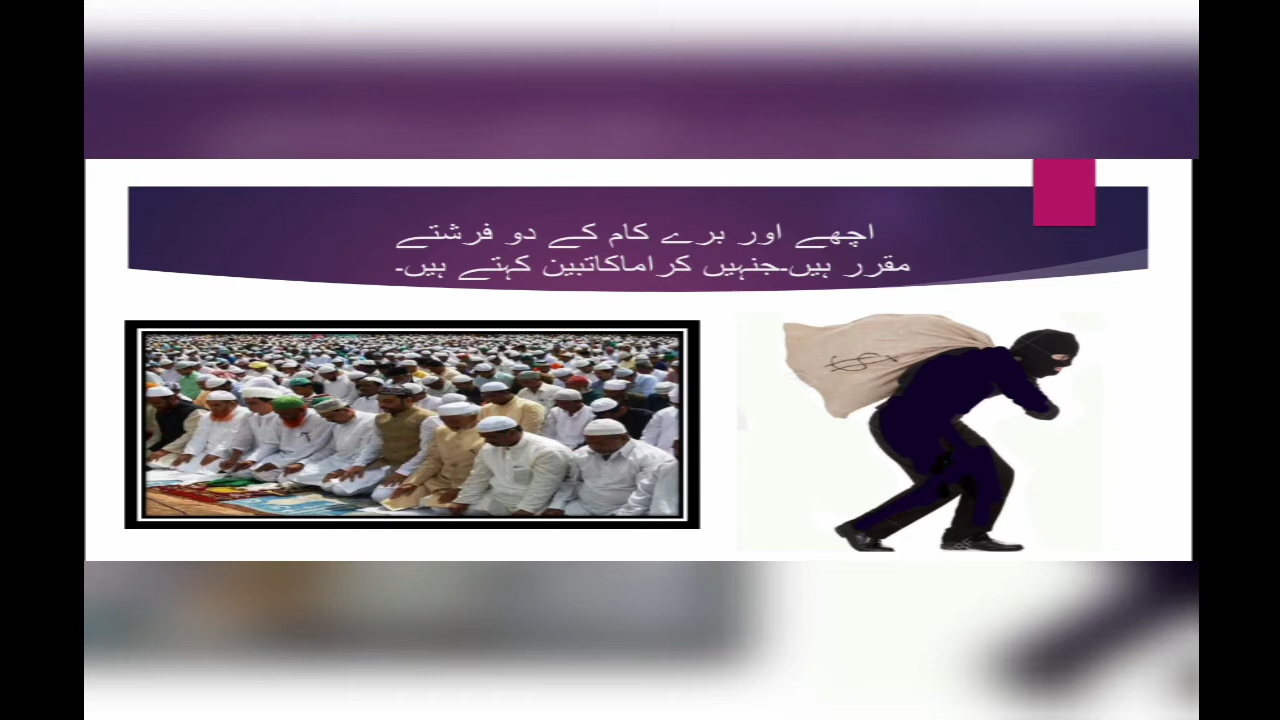 اچھے اور برے کام کے دو فرشتے
مقرر ہیں۔جنہیں کراماکاتبین کہتے ہیں۔